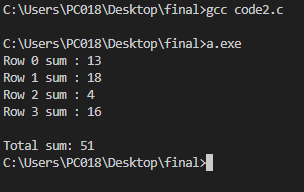 C:\Users\PC018\Desktop\final>gcc code2.c
C:\Users\PC018\Desktop\final>a.exe
Row 0 sum : 13
Row 1 sum : 18
Row 2 sum : 4
Row 3 sum : 16
Total sum: 51
C:\Users\PC018\Desktop\final>